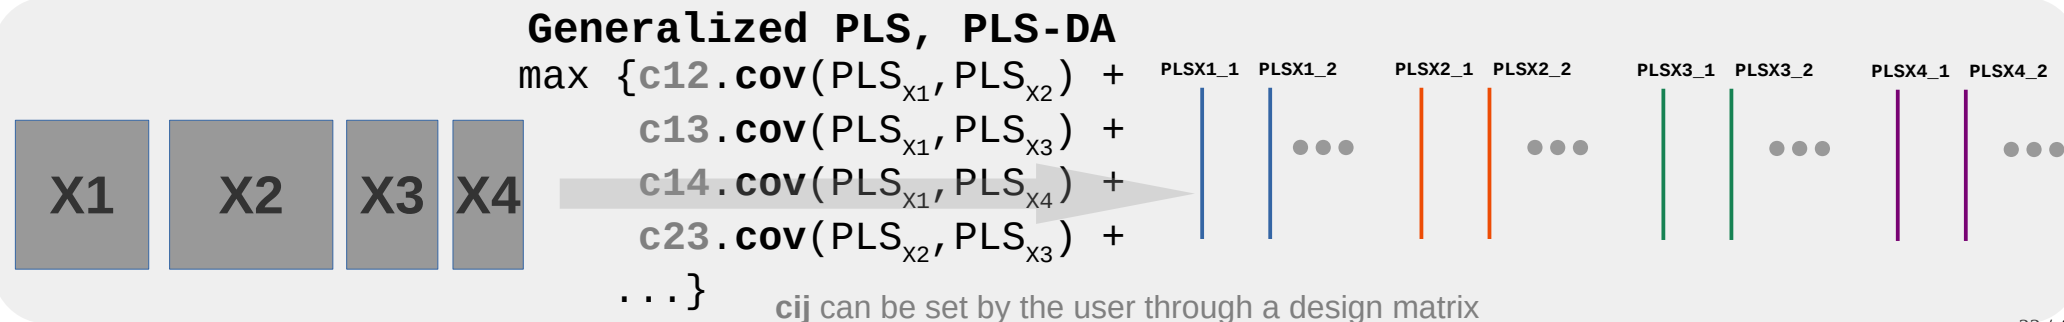 Generalized PLS, PLS-DA
max {c12.cov(PLSX1,PLSX2) +
c13.cov(PLSX1,PLSX3) +
c14.cov(PLSX1,PLSX4) +
c23.cov(PLSX2,PLSX3) +
...}
cij can be set by the user through a design matrix
X1 X2 X3 X4
PLSX1_1 PLSX1_2 PLSX2_1 PLSX2_2 PLSX3_1 PLSX3_2 PLSX4_1 PLSX4_2